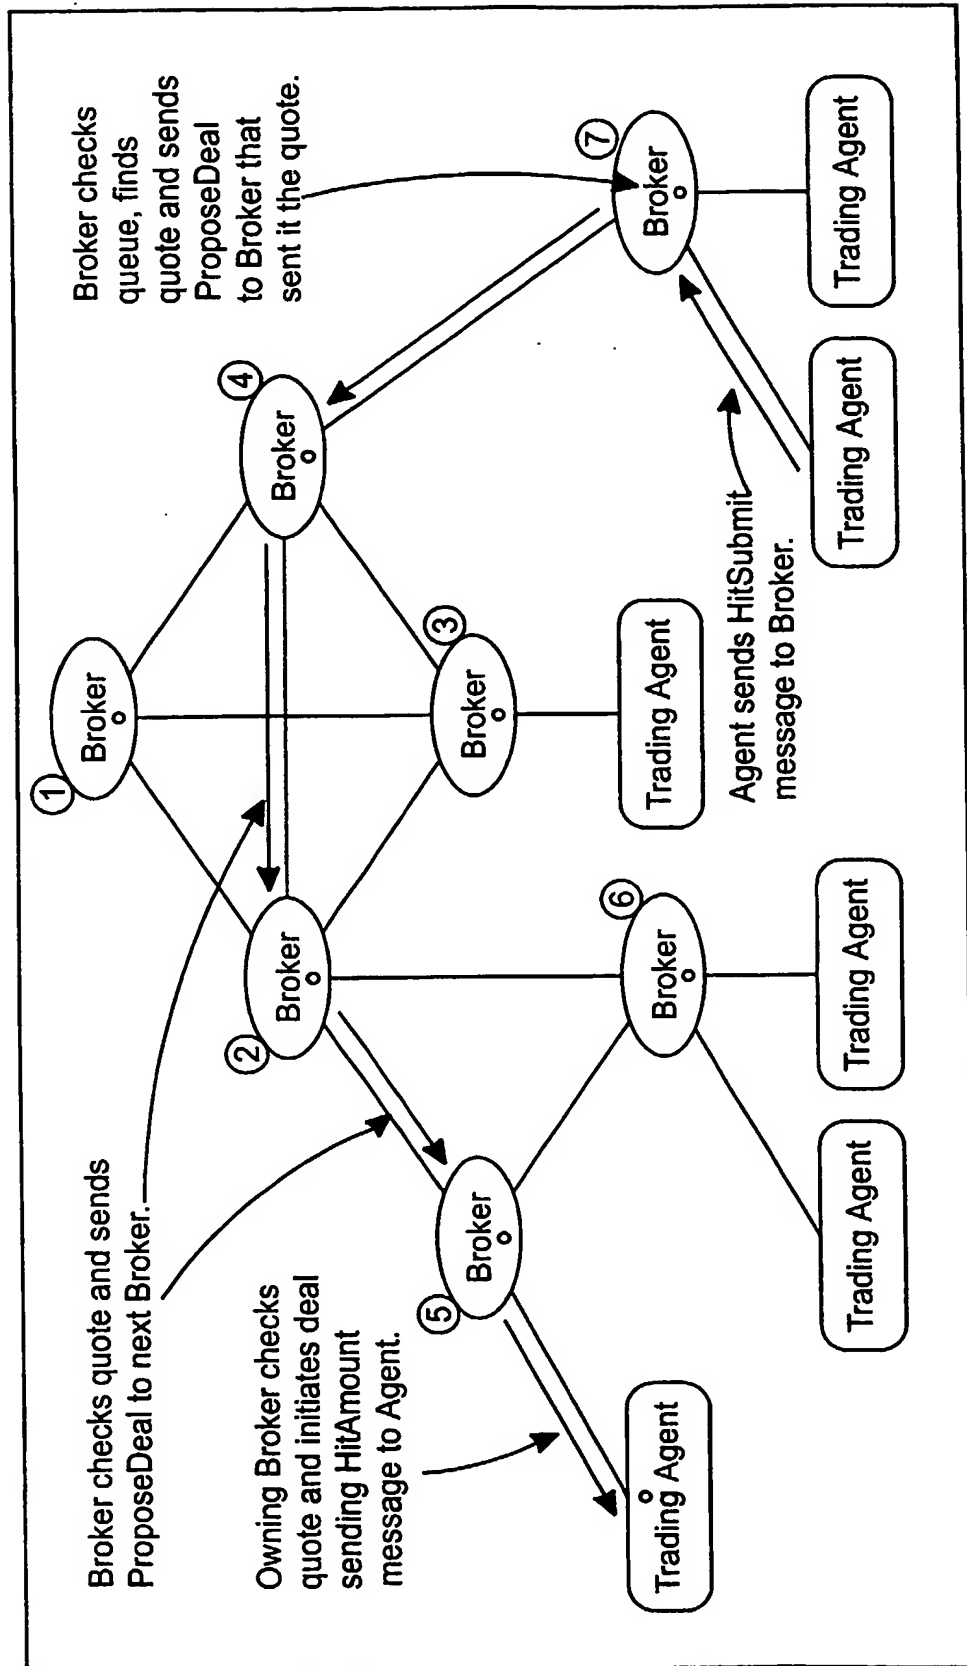 Broker checks quote and sends
ProposeDeal to next Broker.
Owning Broker checks
quote and initiates deal
sending HitAmount
message to Agent.
Broker checks
queue, finds
quote and sends
ProposeDeal
to Broker that
sent it the quote.
1
Broker
2
Broker
4
Broker
5
Broker
3
Broker
6
Broker
7
Broker
Trading Agent
Trading Agent
Agent sends HitSubmit
message to Broker.
Trading Agent
Trading Agent
Trading Agent
Trading Agent